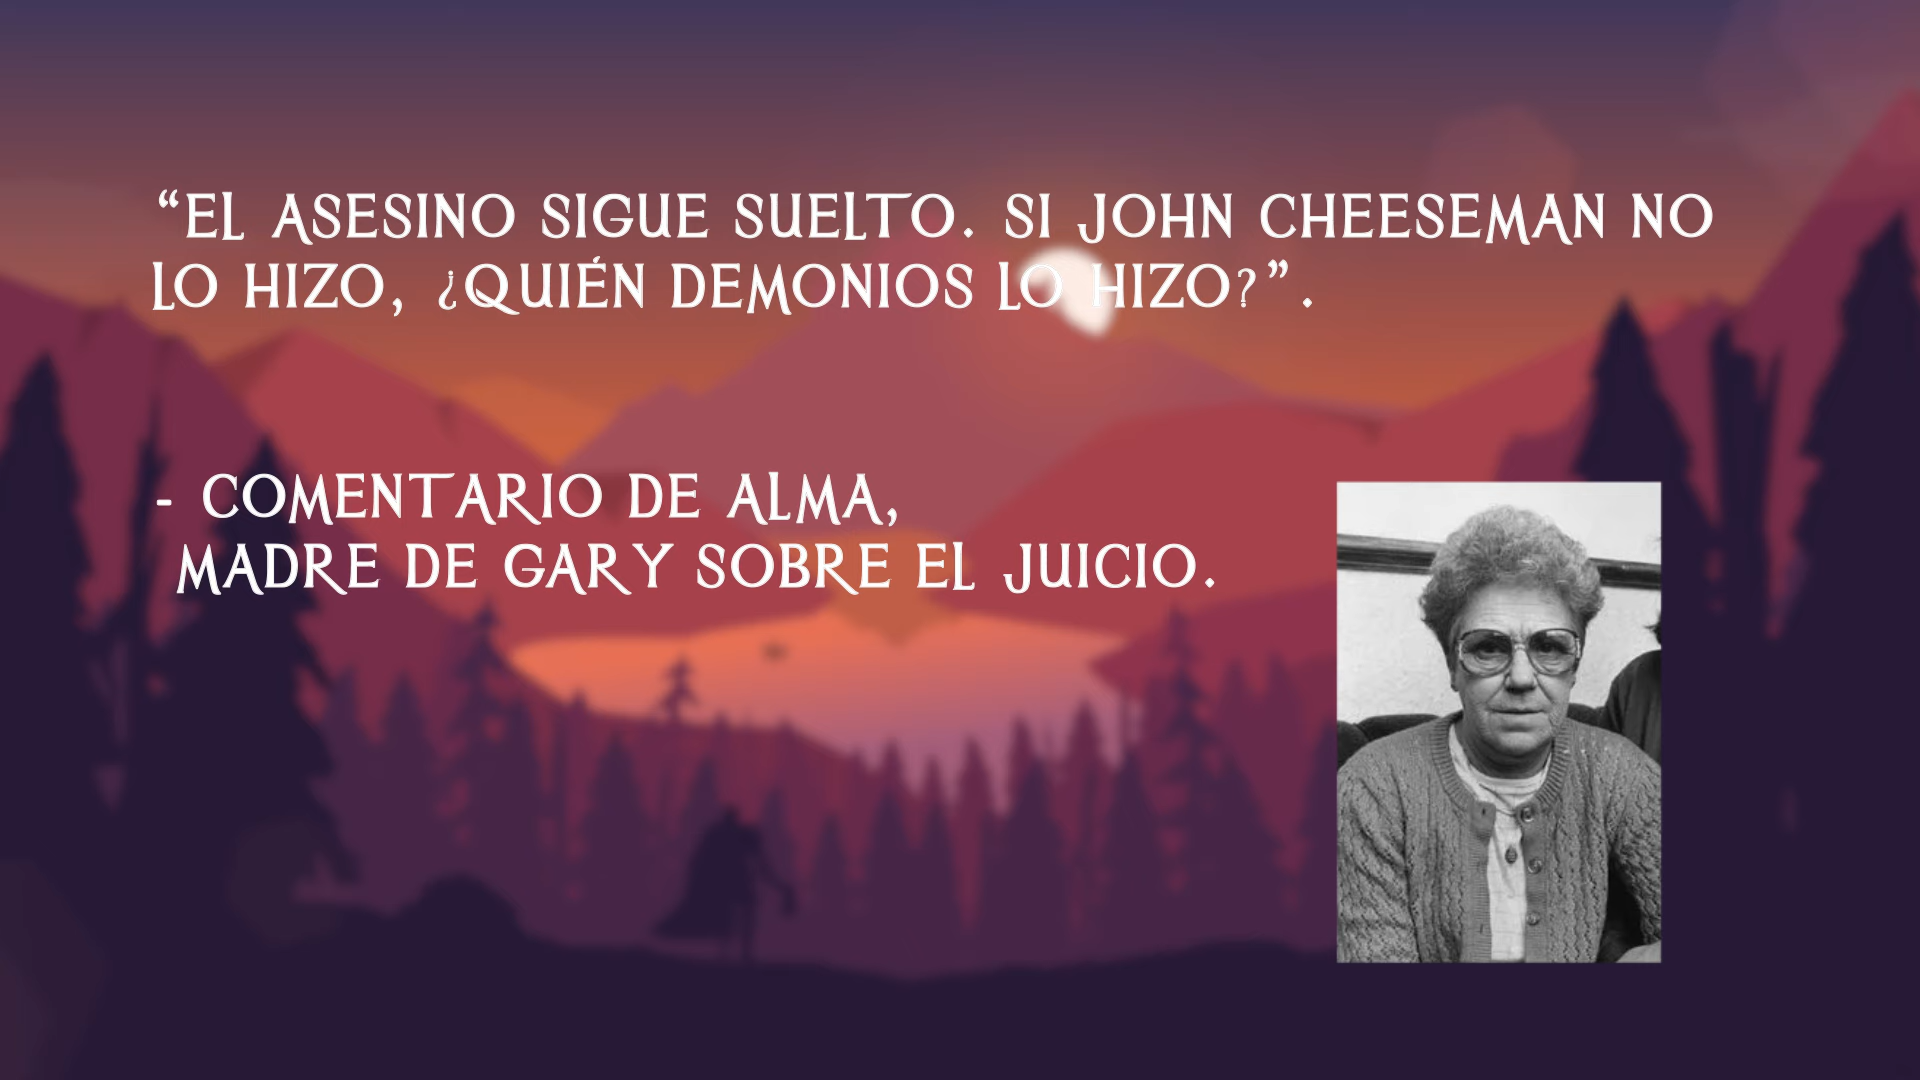 “EL ASESINO SIGUE SUELTO. SI JOHN CHEESEMAN NO
LO HIZO, ¿QUIÉN DEMONIOS LO HIZO?”.
- COMENTARIO DE ALMA,
MADRE DE GARY SOBRE EL JUICIO.